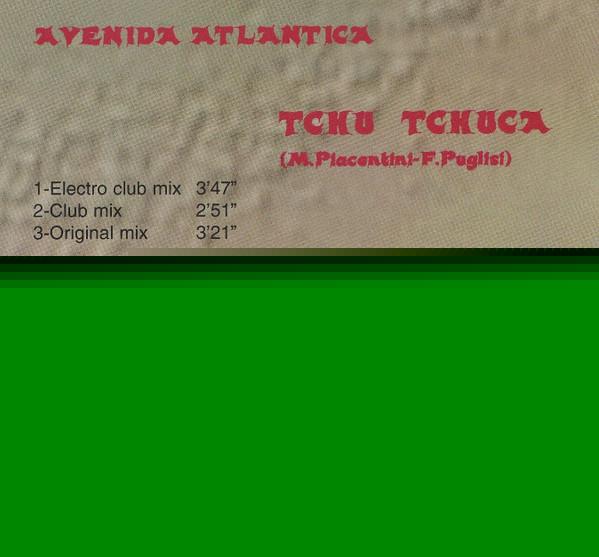 AVENIDA ATLANTICA
TCHU TCHUCA
(M.Piacentini-F.Puglisi)
1-Electro club mix 3'47"
2-Club mix 2'51"
3-Original mix 3'21"